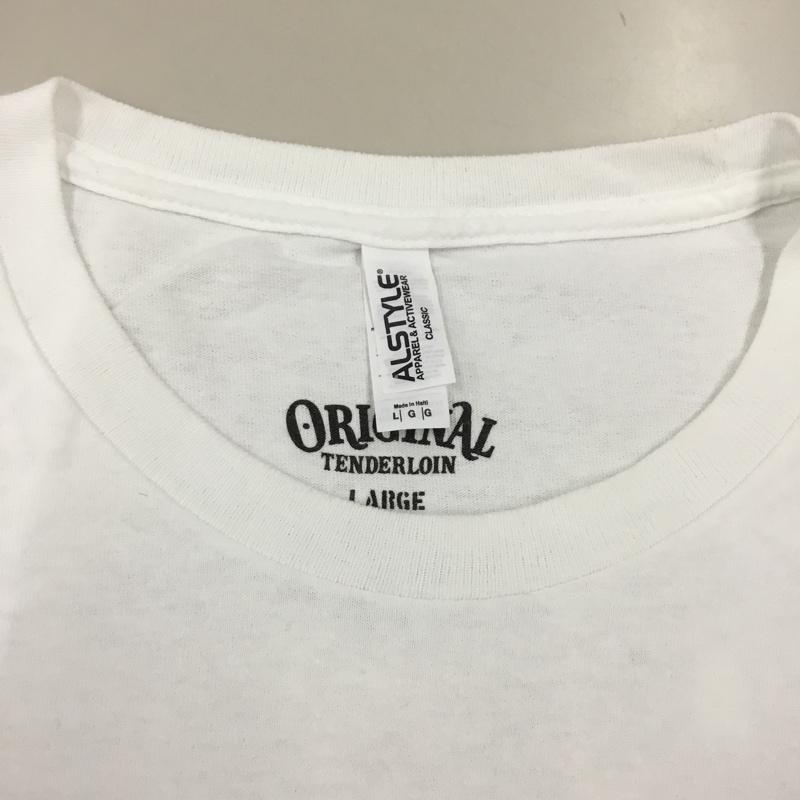 ALSTYLE®
APPAREL & ACTIVEWEAR
CLASSIC
Made in Haiti
L | G | G
ORIGINAL
TENDERLOIN
LARGE